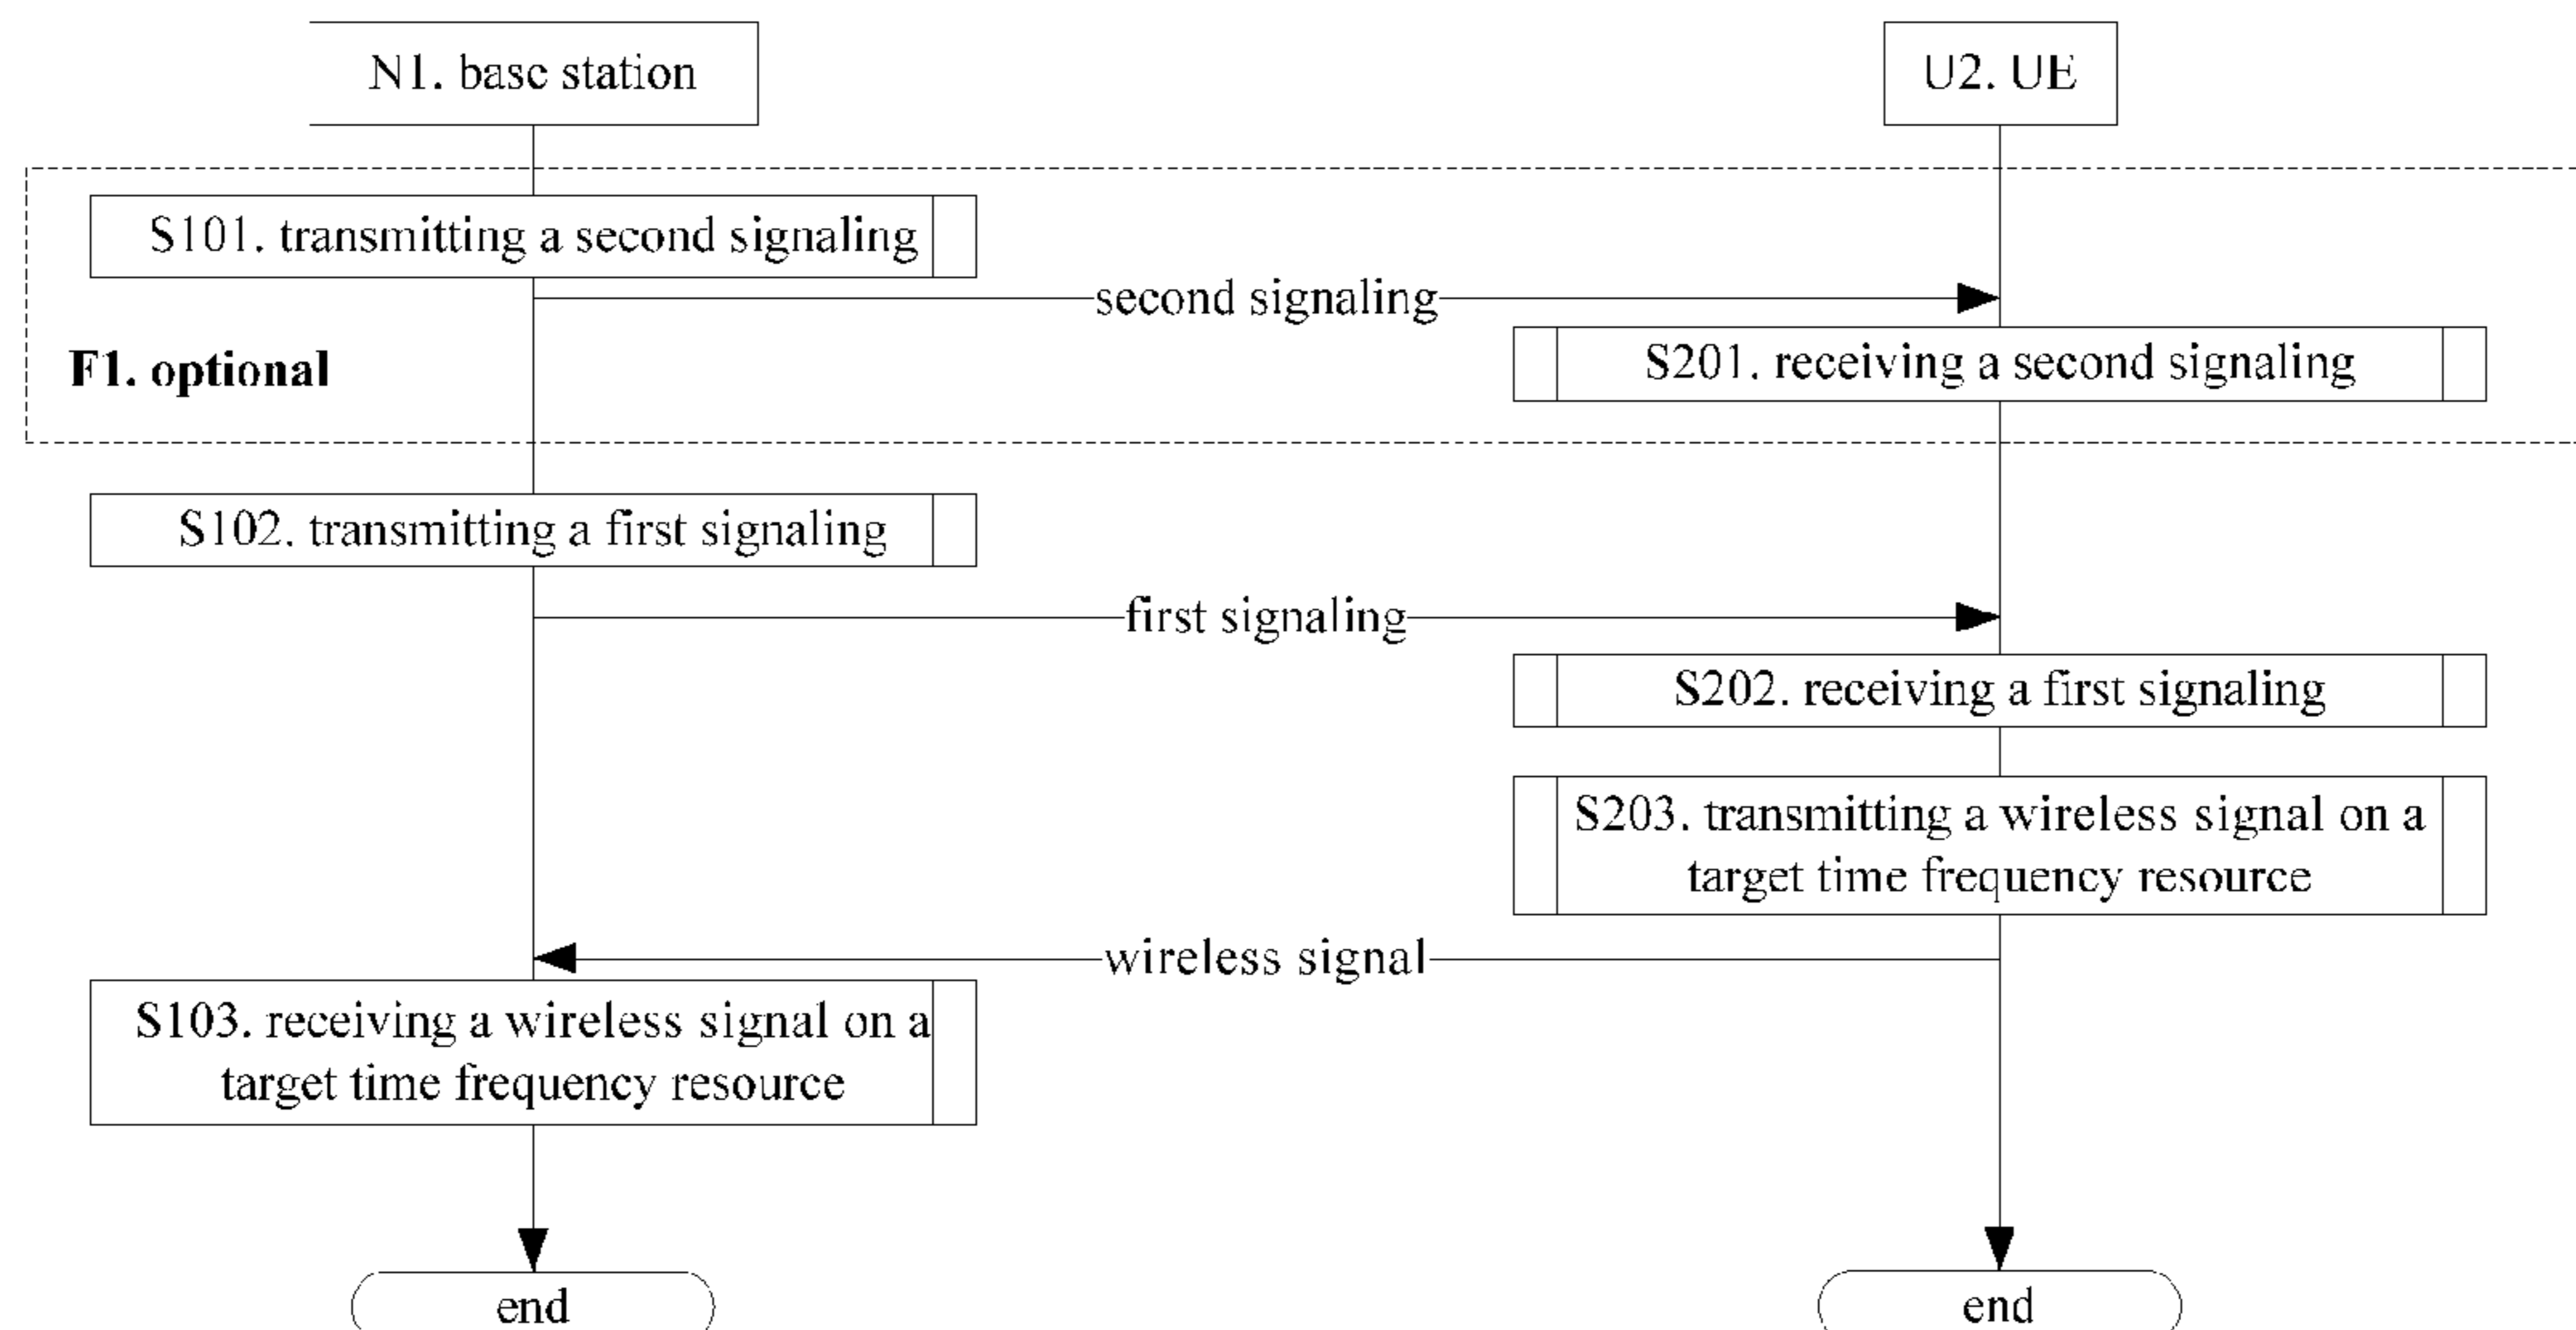 N1. base station
U2. UE
S101. transmitting a second signaling
second signaling
S201. receiving a second signaling
F1. optional
S102. transmitting a first signaling
first signaling
S202. receiving a first signaling
S203. transmitting a wireless signal on a
target time frequency resource
wireless signal
S103. receiving a wireless signal on a
target time frequency resource
end
end